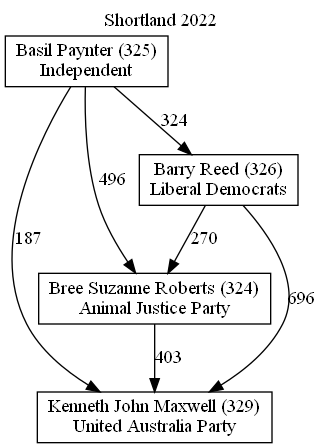 Shortland 2022
Basil Paynter (325)
Independent
324
Barry Reed (326)
Liberal Democrats
496
187
270
696
Bree Suzanne Roberts (324)
Animal Justice Party
403
Kenneth John Maxwell (329)
United Australia Party